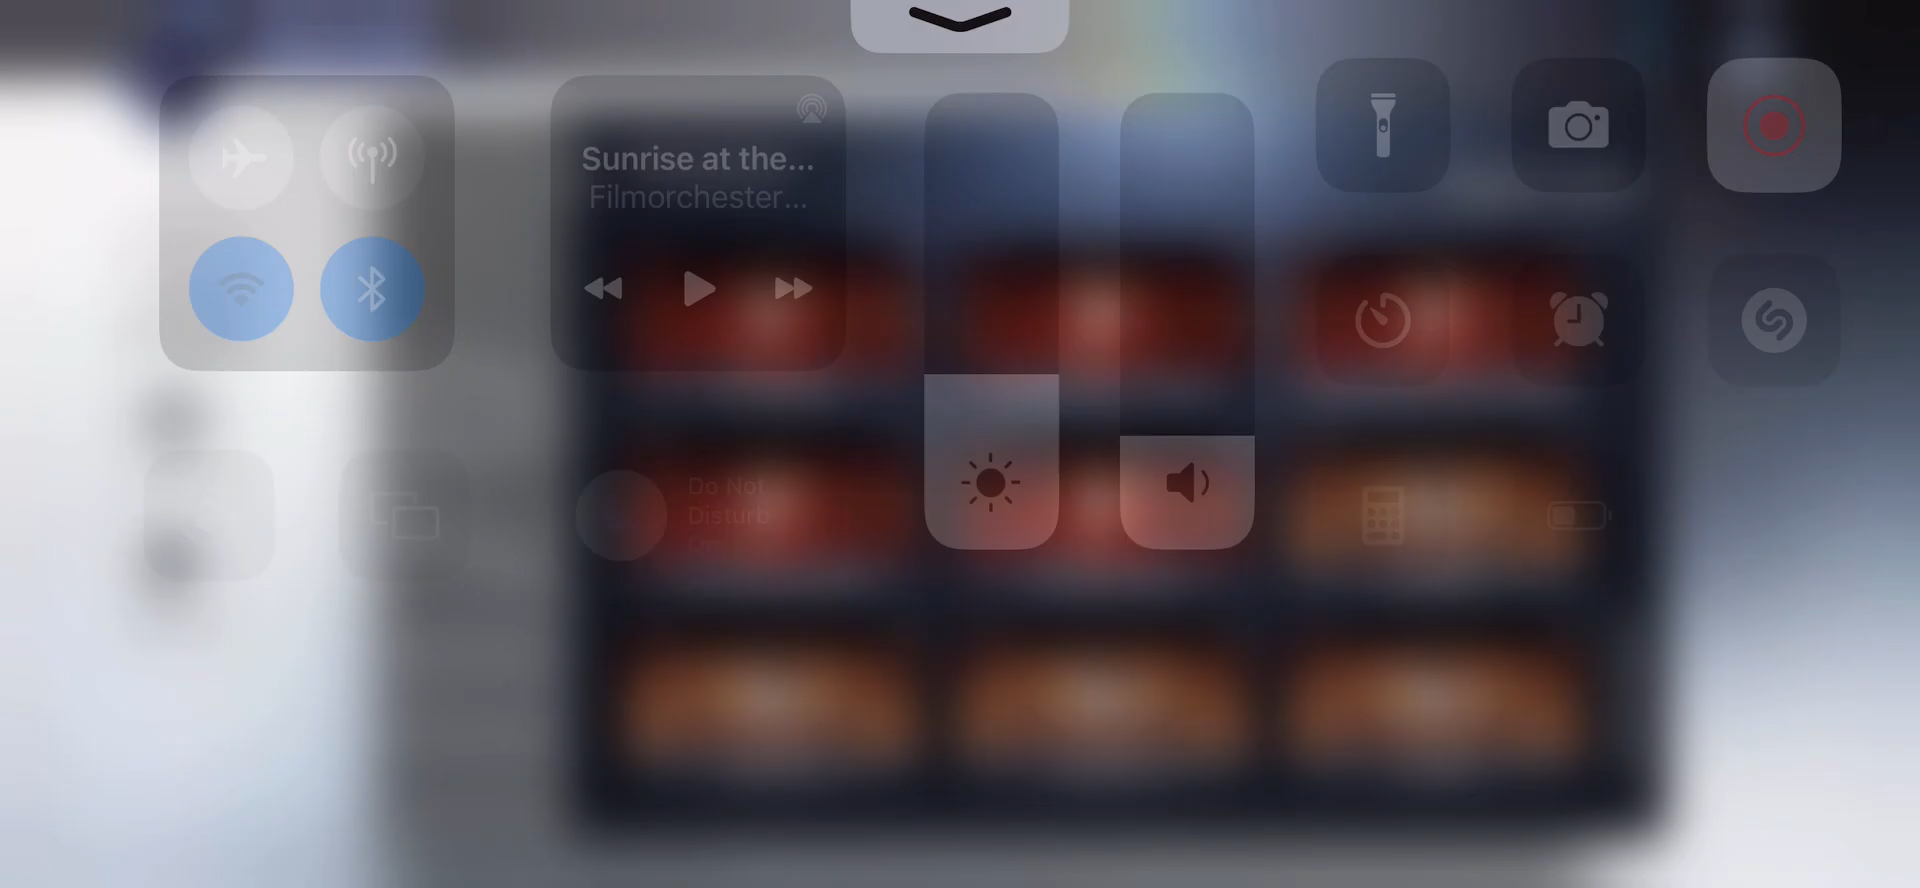 Sunrise at the...
Filmorchester...
Do Not
Disturb